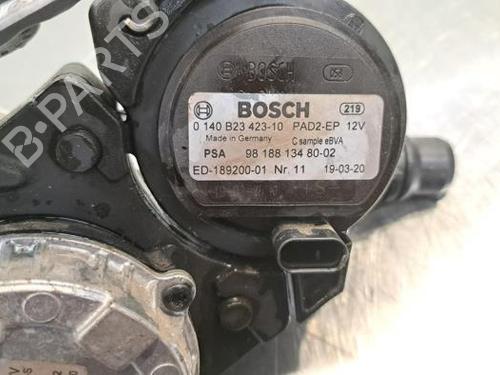 B-PARTS
BOSCH
BOSCH 219
0 140 B23 423-10 PAD2-EP 12V
Made in Germany C sample eBVA
PSA 98 188 134 80-02
ED-189200-01 Nr. 11 19-03-20